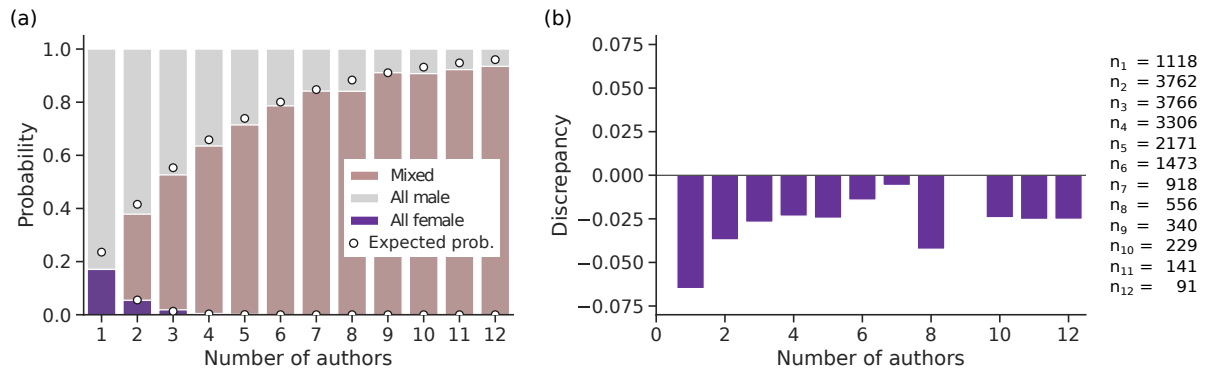 (a)
1.0
0.8
0.6
0.4
0.2
0.0
Probability
1 2 3 4 5 6 7 8 9 10 11 12
Number of authors
Mixed
All male
All female
Expected prob.
(b)
0.075
0.050
0.025
0.000
−0.025
−0.050
−0.075
Discrepancy
0 2 4 6 8 10 12
Number of authors
n₁ = 1118
n₂ = 3762
n₃ = 3766
n₄ = 3306
n₅ = 2171
n₆ = 1473
n₇ = 918
n₈ = 556
n₉ = 340
n₁₀ = 229
n₁₁ = 141
n₁₂ = 91